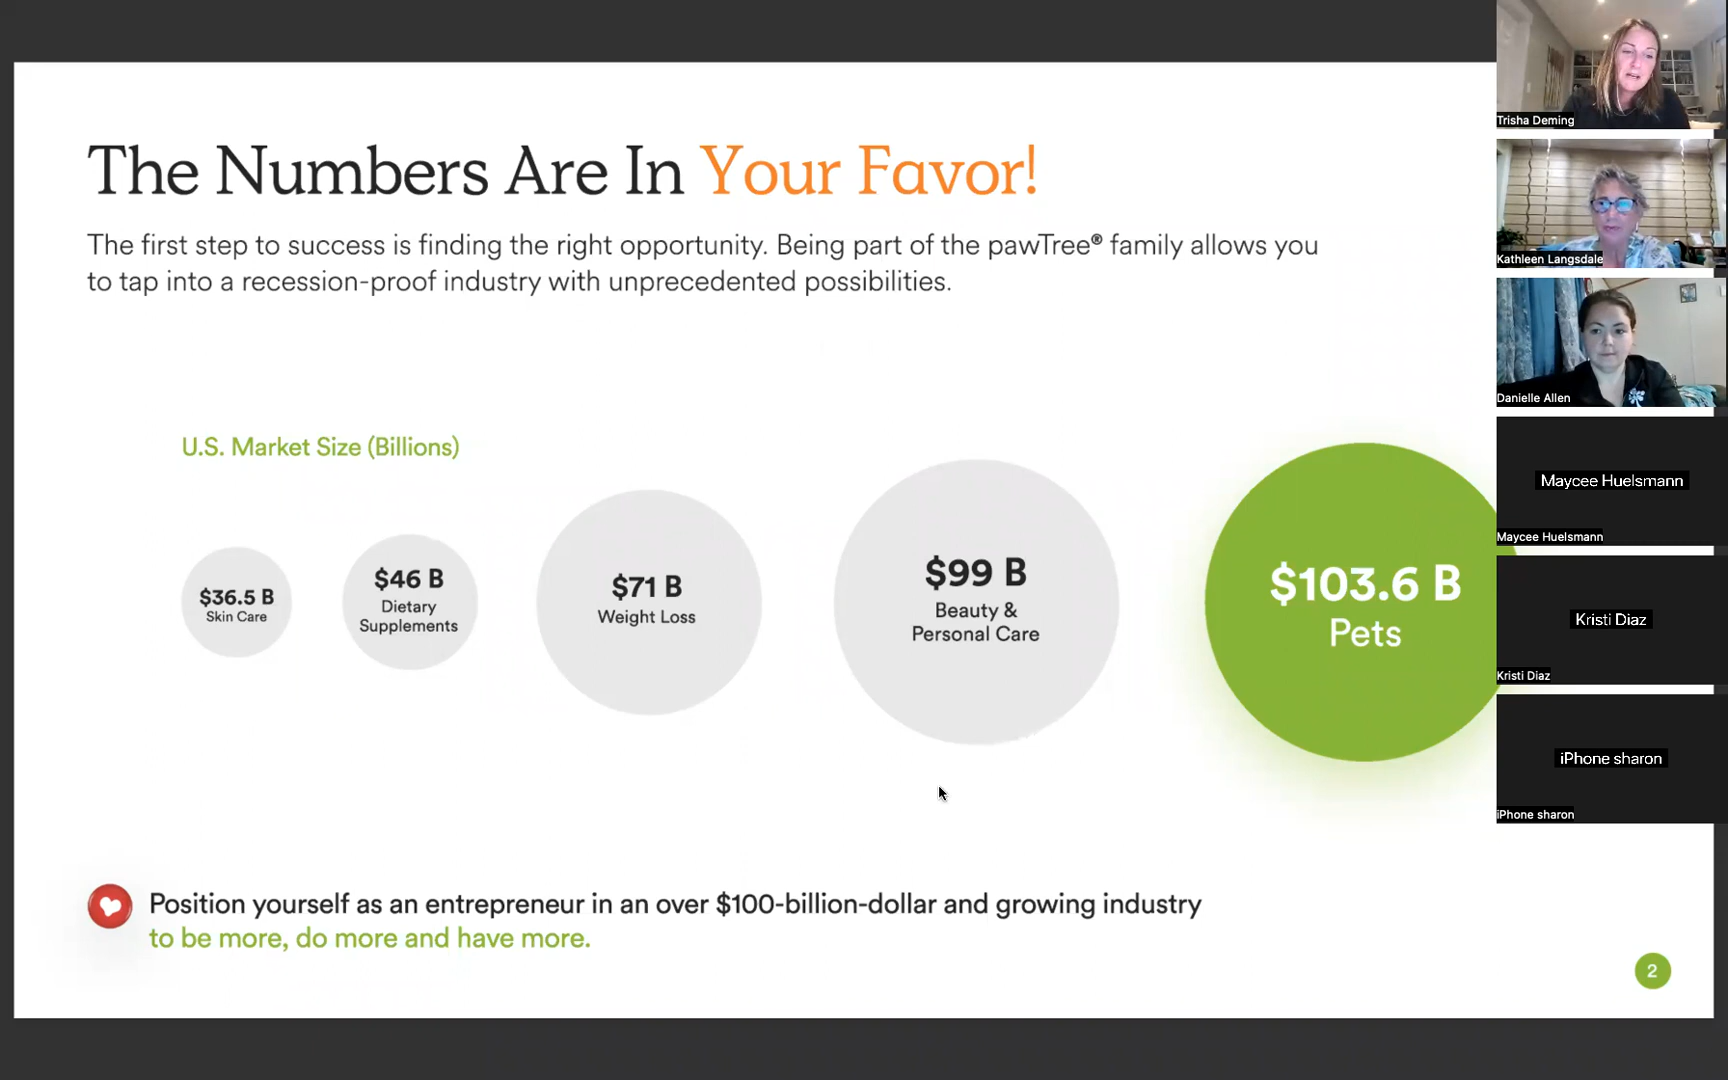 The Numbers Are In Your Favor!
The first step to success is finding the right opportunity. Being part of the pawTree® family allows you
to tap into a recession-proof industry with unprecedented possibilities.
U.S. Market Size (Billions)
$36.5 B
Skin Care
$46 B
Dietary
Supplements
$71 B
Weight Loss
$99 B
Beauty &
Personal Care
$103.6 B
Pets
Position yourself as an entrepreneur in an over $100-billion-dollar and growing industry
to be more, do more and have more.
2
Trisha Deming
Kathleen Langsdale
Danielle Allen
Maycee Huelsmann
Maycee Huelsmann
Kristi Diaz
Kristi Diaz
iPhone sharon
iPhone sharon